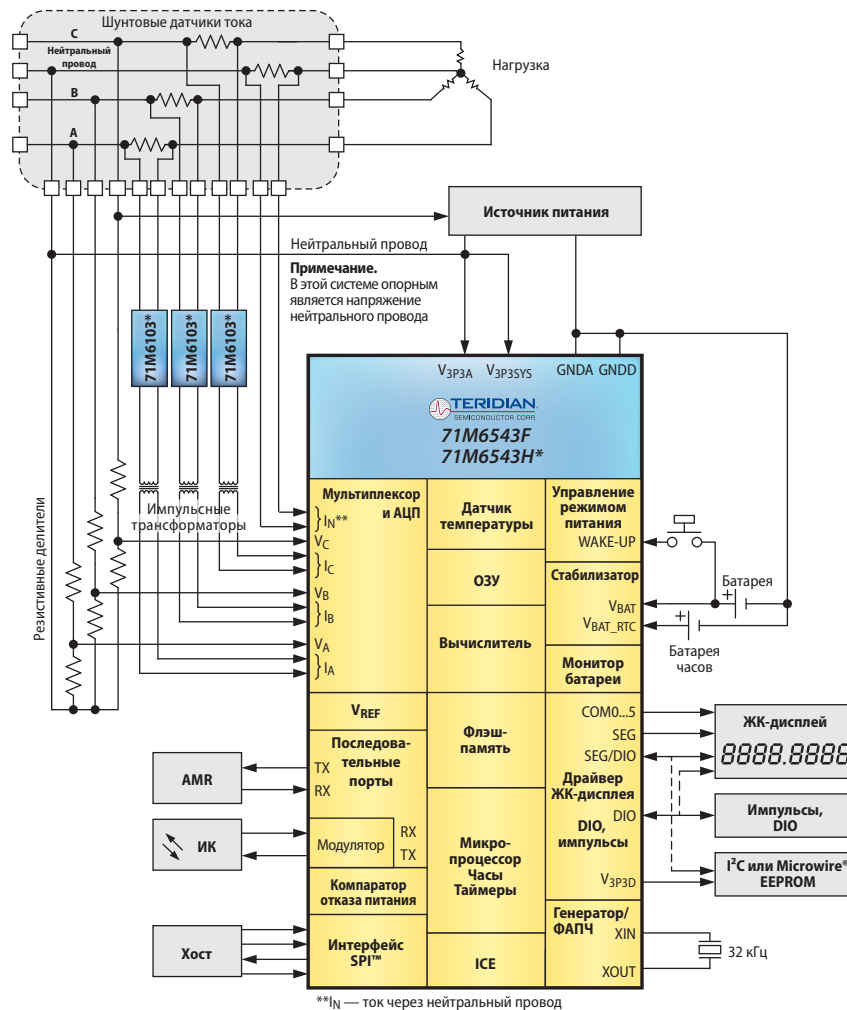 Шунтовые датчики тока
C
Нейтральный
провод
B
A
Нагрузка
Источник питания
Нейтральный провод
Примечание.
В этой системе опорным
является напряжение
нейтрального провода
71M6103*
71M6103*
71M6103*
V3P3A
V3P3SYS
GNDA
GNDD
TERIDIAN
SEMICONDUCTOR CORP.
71M6543F
71M6543H*
Резистивные делители
Импульсные
трансформаторы
Мультиплексор
и АЦП
IN**
VC
IC
VB
IB
VA
IA
Датчик
температуры
ОЗУ
Вычислитель
Управление
режимом
питания
WAKE-UP
Стабилизатор
VBAT
VBAT_RTC
Монитор
батареи
+
Батарея
+
Батарея
часов
VREF
Последова-
тельные
порты
TX
RX
Модулятор
RX
TX
Компаратор
отказа питания
Интерфейс
SPI™
Флэш-
память
Микро-
процессор
Часы
Таймеры
ICE
COM0...5
SEG
SEG/DIO
Драйвер
ЖК-дисплея
DIO
DIO,
импульсы
V3P3D
Генератор/
ФАПЧ
XIN
XOUT
AMR
ИК
Хост
ЖК-дисплей
8888.8888
Импульсы,
DIO
I²C или Microwire®
EEPROM
32 кГц
**IN — ток через нейтральный провод